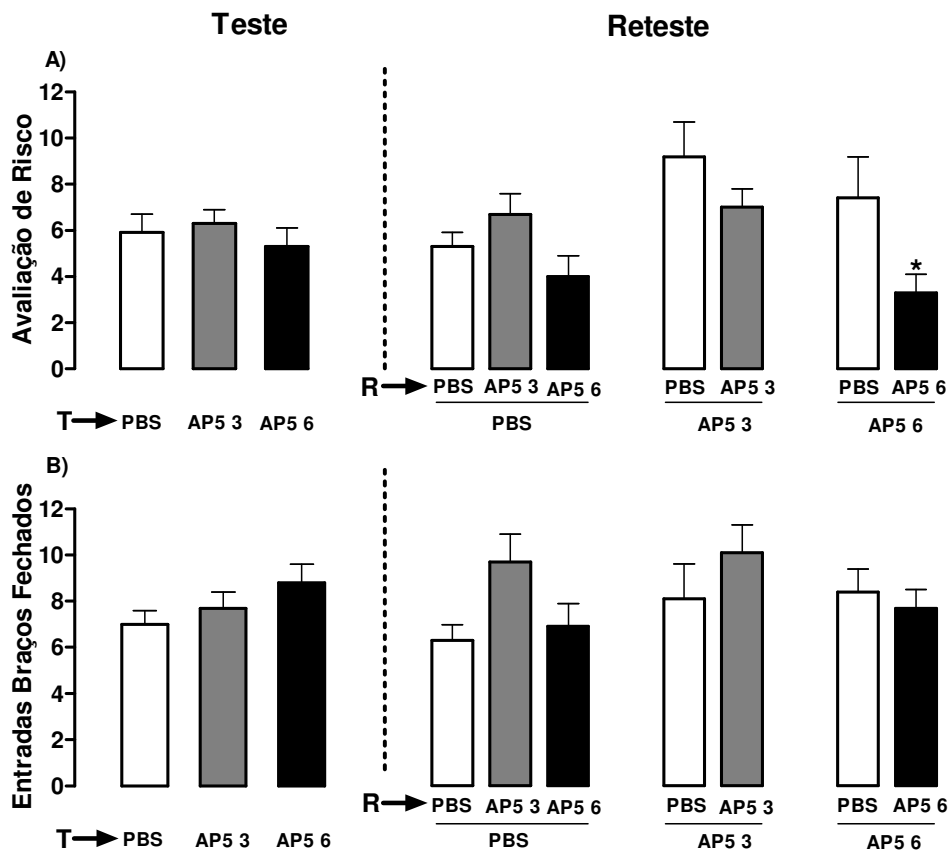 Teste Reteste
A)
Avaliação de Risco
12
10
8
6
4
2
0
*
R PBS AP5 3 AP5 6 PBS AP5 3 PBS AP5 6
T PBS AP5 3 AP5 6 PBS AP5 3 AP5 6
B)
Entradas Braços Fechados
12
10
8
6
4
2
0
R PBS AP5 3 AP5 6 PBS AP5 3 PBS AP5 6
T PBS AP5 3 AP5 6 PBS AP5 3 AP5 6